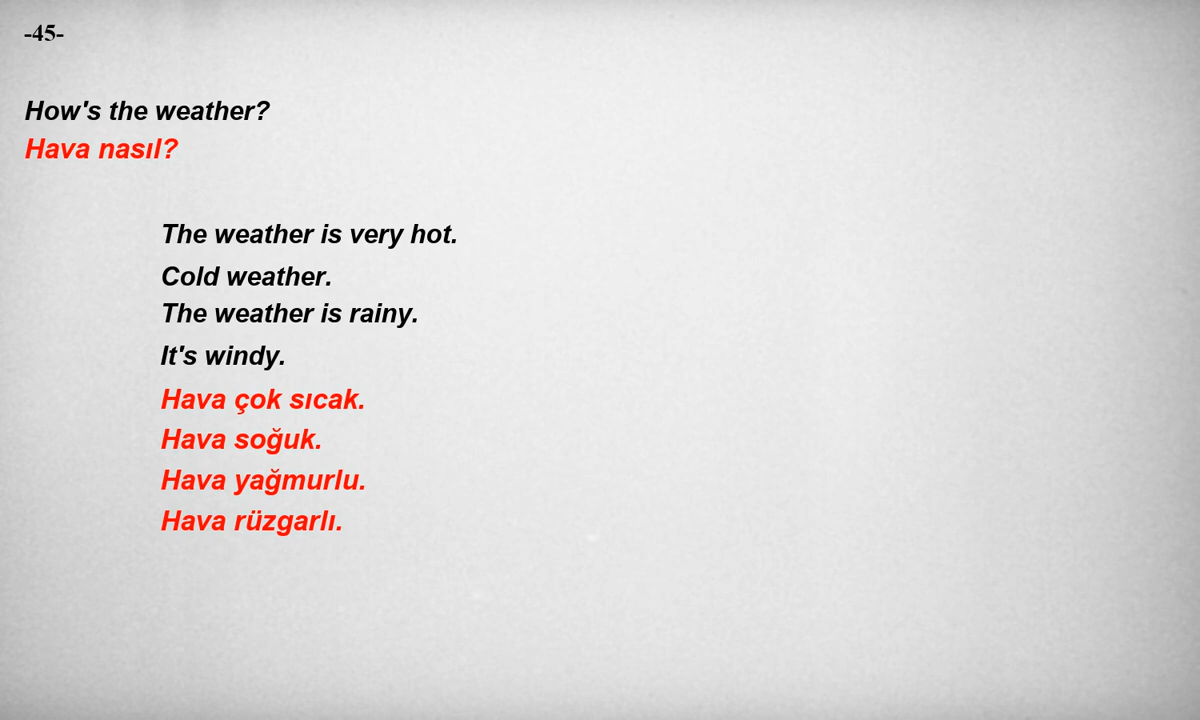 -45-
How's the weather?
Hava nasıl?
The weather is very hot.
Cold weather.
The weather is rainy.
It's windy.
Hava çok sıcak.
Hava soğuk.
Hava yağmurlu.
Hava rüzgarlı.